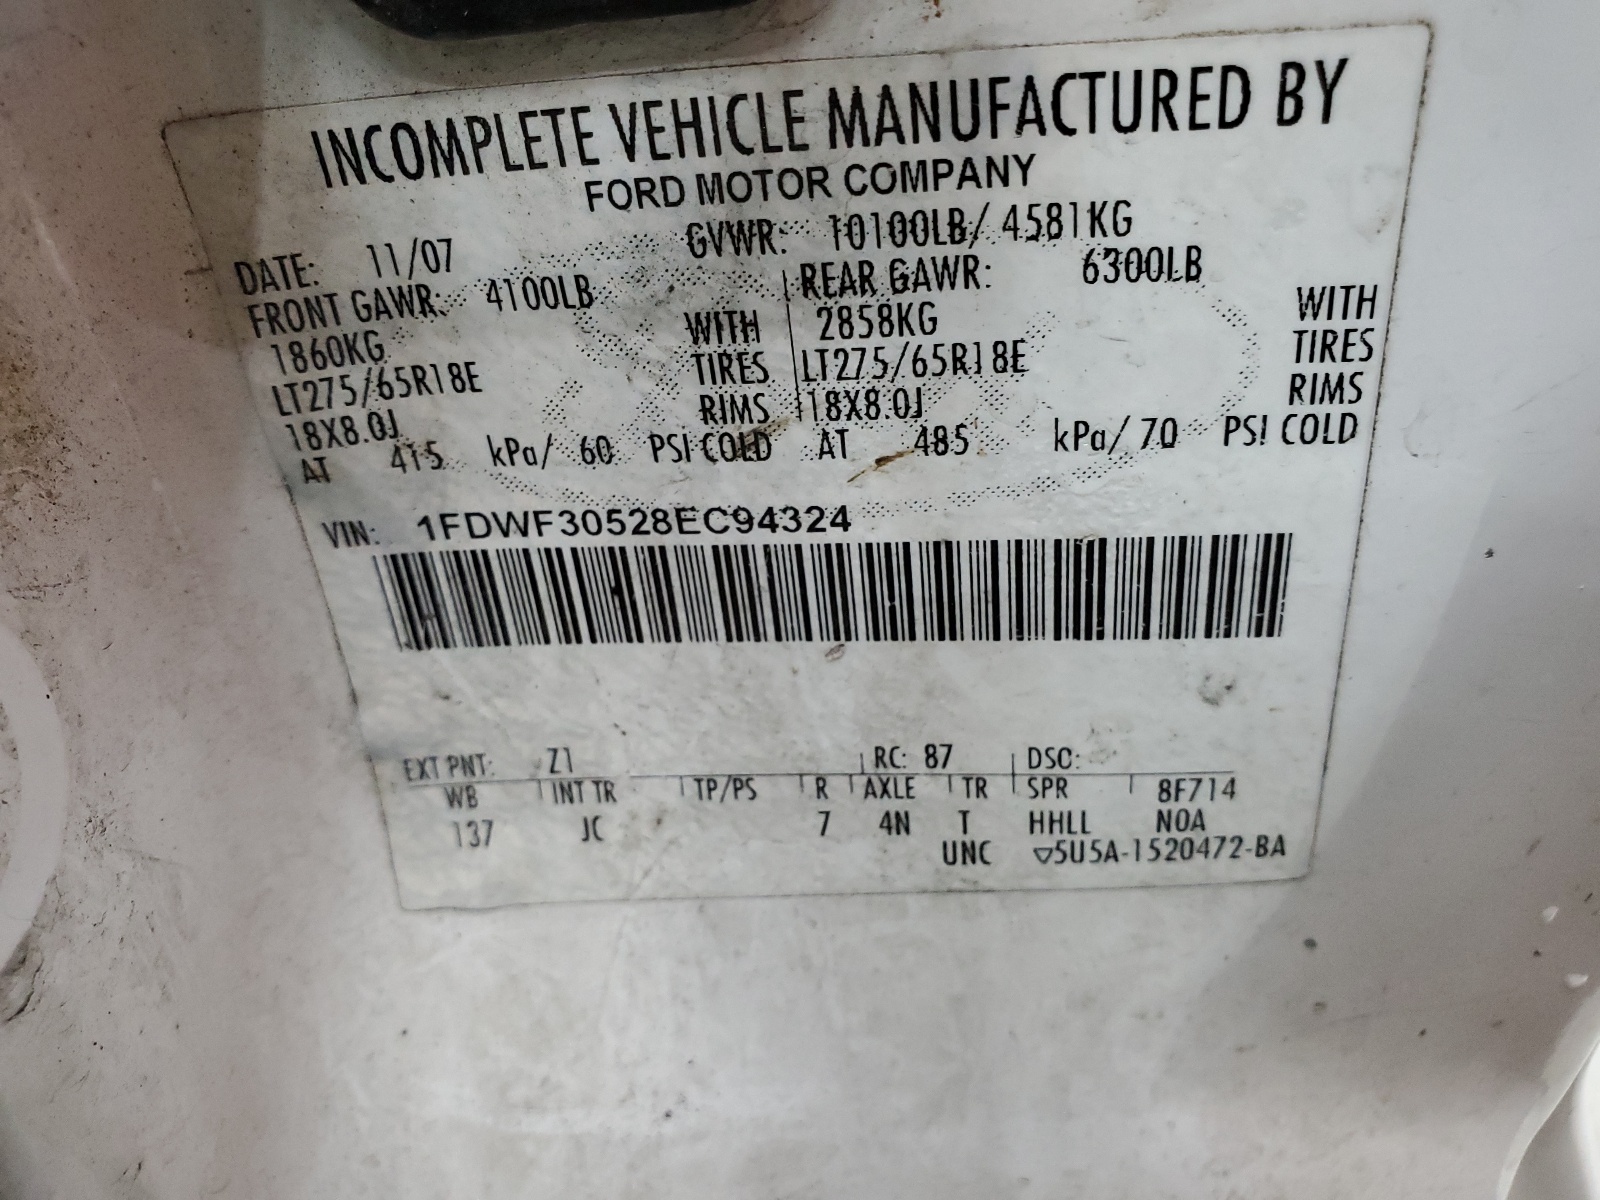 INCOMPLETE VEHICLE MANUFACTURED BY
FORD MOTOR COMPANY
DATE: 11/07 GVWR: 10100LB/ 4581KG
FRONT GAWR: 4100LB REAR GAWR: 6300LB
1860KG WITH 2858KG WITH
LT275/65R18E TIRES LT275/65R18E TIRES
18X8.0J RIMS 18X8.0J RIMS
AT 415 kPa/ 60 PSI COLD AT 485 kPa/ 70 PSI COLD
VIN: 1FDWF30528EC94324
EXT PNT: Z1 RC: 87 DSO:
WB INT TR TP/PS R AXLE TR SPR 8F714
137 JC 7 4N T HHLL NOA
UNC ▽5U5A-1520472-BA